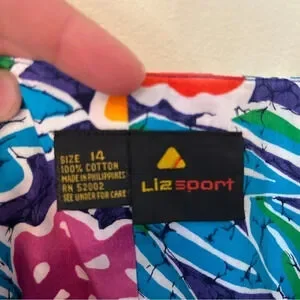 SIZE 14
100% COTTON
MADE IN PHILIPPINES
RN 52002
SEE UNDER FOR CARE
Lizsport